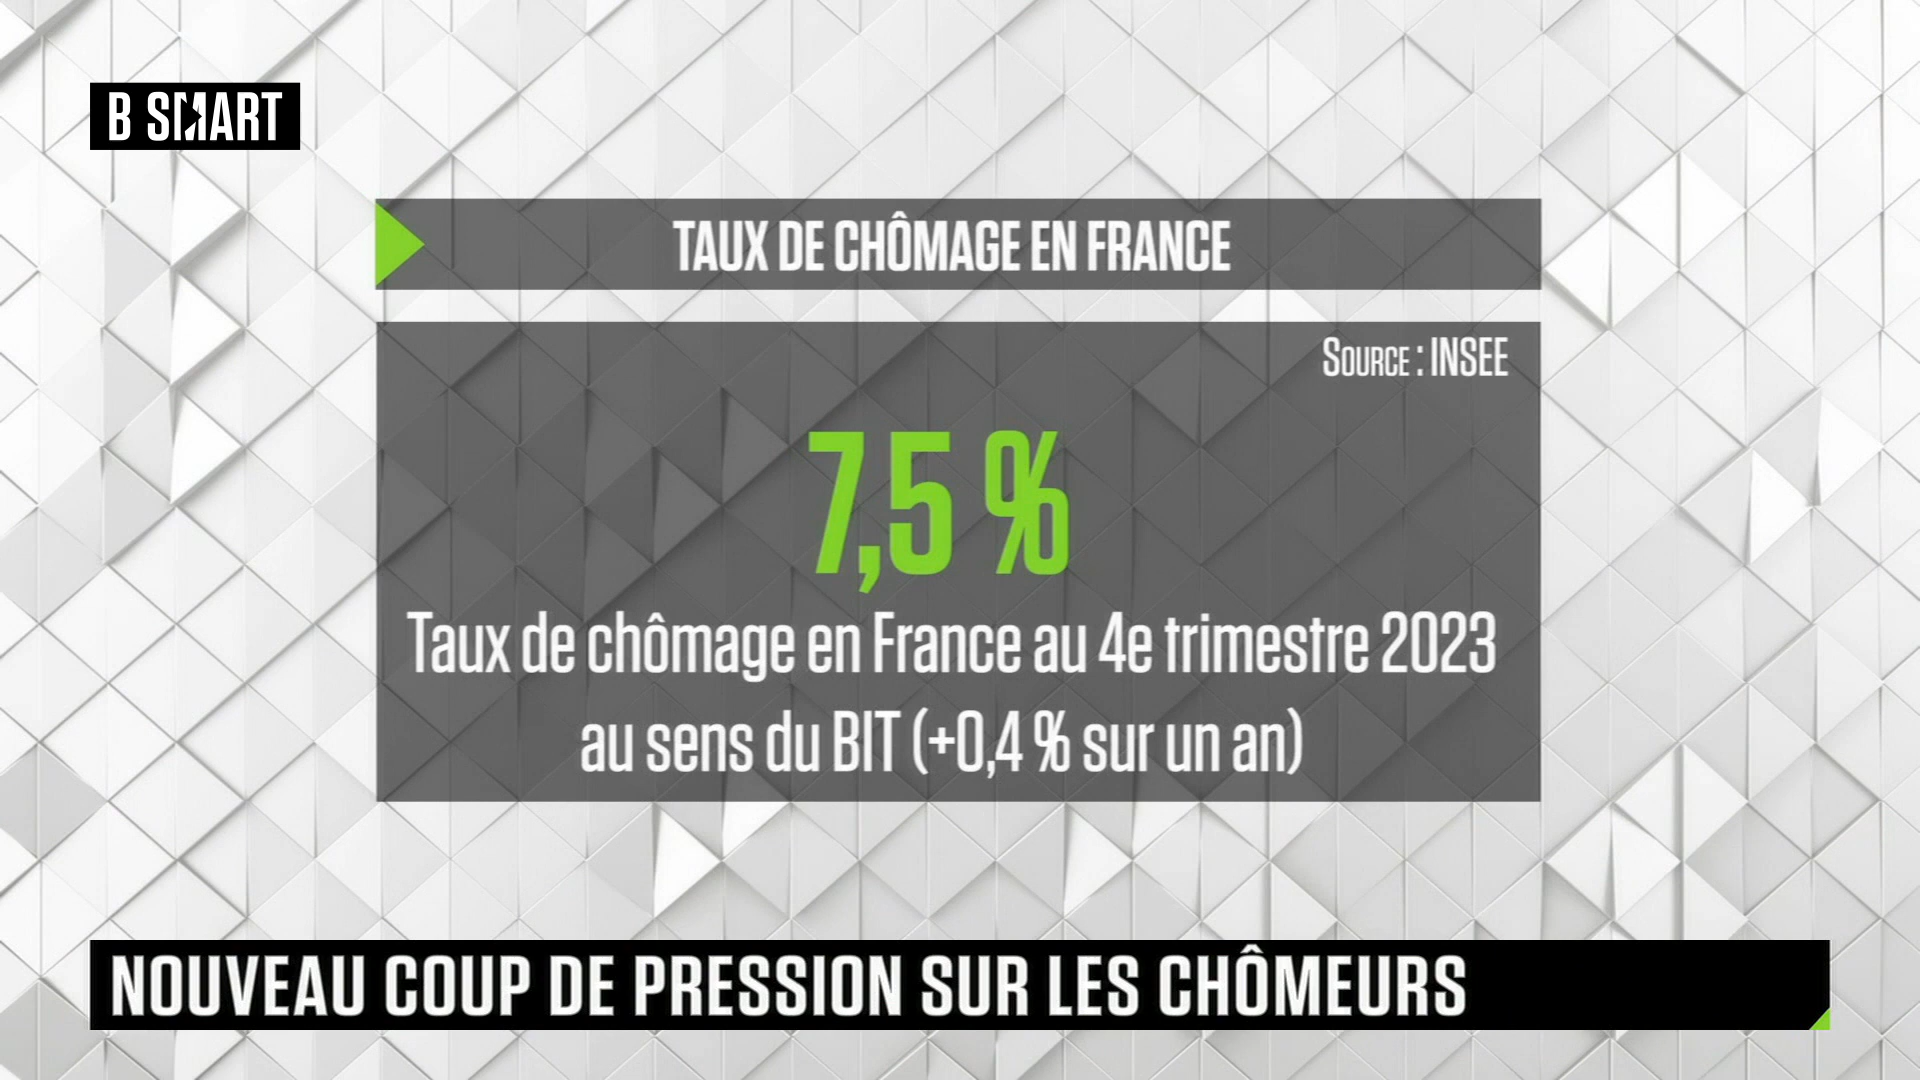 B SMART
TAUX DE CHÔMAGE EN FRANCE
SOURCE : INSEE
7,5 %
Taux de chômage en France au 4e trimestre 2023
au sens du BIT (+0,4 % sur un an)
NOUVEAU COUP DE PRESSION SUR LES CHÔMEURS